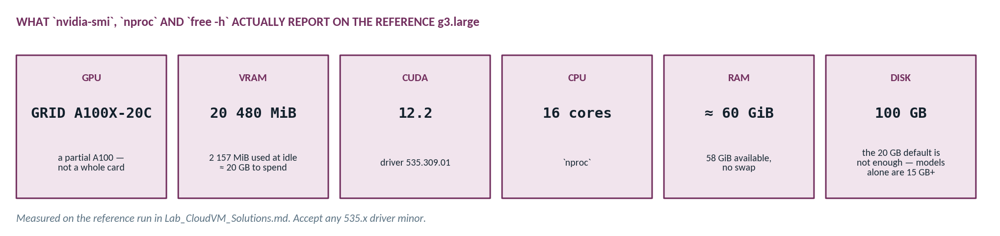 WHAT `nvidia-smi`, `nproc` AND `free -h` ACTUALLY REPORT ON THE REFERENCE g3.large
GPU
GRID A100X-20C
a partial A100 —
not a whole card
VRAM
20 480 MiB
2 157 MiB used at idle
≈ 20 GB to spend
CUDA
12.2
driver 535.309.01
CPU
16 cores
`nproc`
RAM
≈ 60 GiB
58 GiB available,
no swap
DISK
100 GB
the 20 GB default is
not enough — models
alone are 15 GB+
Measured on the reference run in Lab_CloudVM_Solutions.md. Accept any 535.x driver minor.